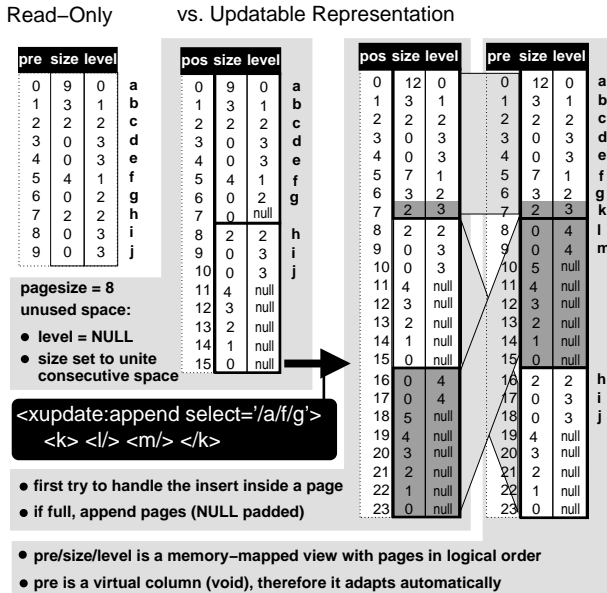 Read−Only vs. Updatable Representation
pre size level
0 9 0 a
1 3 1 b
2 2 2 c
3 0 3 d
4 0 3 e
5 4 1 f
6 0 2 g
7 2 2 h
8 0 3 i
9 0 3 j
pos size level
0 9 0 a
1 3 1 b
2 2 2 c
3 0 3 d
4 0 3 e
5 4 1 f
6 0 2 g
7 0 null
8 2 2 h
9 0 3 i
10 0 3 j
11 4 null
12 3 null
13 2 null
14 1 null
15 0 null
pos size level
0 12 0
1 3 1
2 2 2
3 0 3
4 0 3
5 7 1
6 3 2
7 2 3
8 2 2
9 0 3
10 0 3
11 4 null
12 3 null
13 2 null
14 1 null
15 0 null
16 0 4
17 0 4
18 5 null
19 4 null
20 3 null
21 2 null
22 1 null
23 0 null
pre size level
0 12 0 a
1 3 1 b
2 2 2 c
3 0 3 d
4 0 3 e
5 7 1 f
6 3 2 g
7 2 3 k
8 0 4 l
9 0 4 m
10 5 null
11 4 null
12 3 null
13 2 null
14 1 null
15 0 null
16 2 2 h
17 0 3 i
18 0 3 j
19 4 null
20 3 null
21 2 null
22 1 null
23 0 null
pagesize = 8
unused space:
● level = NULL
● size set to unite
consecutive space
<xupdate:append select='/a/f/g'>
<k> <l/> <m/> </k>
● first try to handle the insert inside a page
● if full, append pages (NULL padded)
● pre/size/level is a memory−mapped view with pages in logical order
● pre is a virtual column (void), therefore it adapts automatically